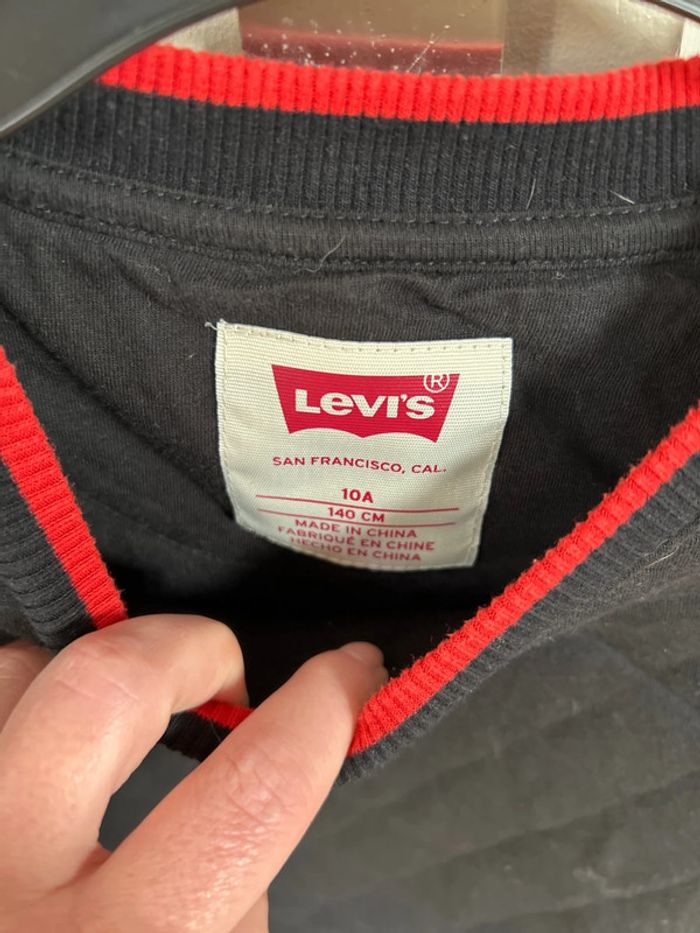 Levi's®
SAN FRANCISCO, CAL.
10A
140 CM
MADE IN CHINA
FABRIQUÉ EN CHINE
HECHO EN CHINA